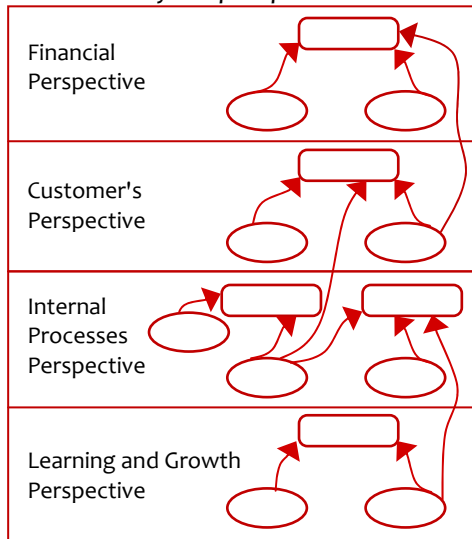 Financial
Perspective
Customer's
Perspective
Internal
Processes
Perspective
Learning and Growth
Perspective